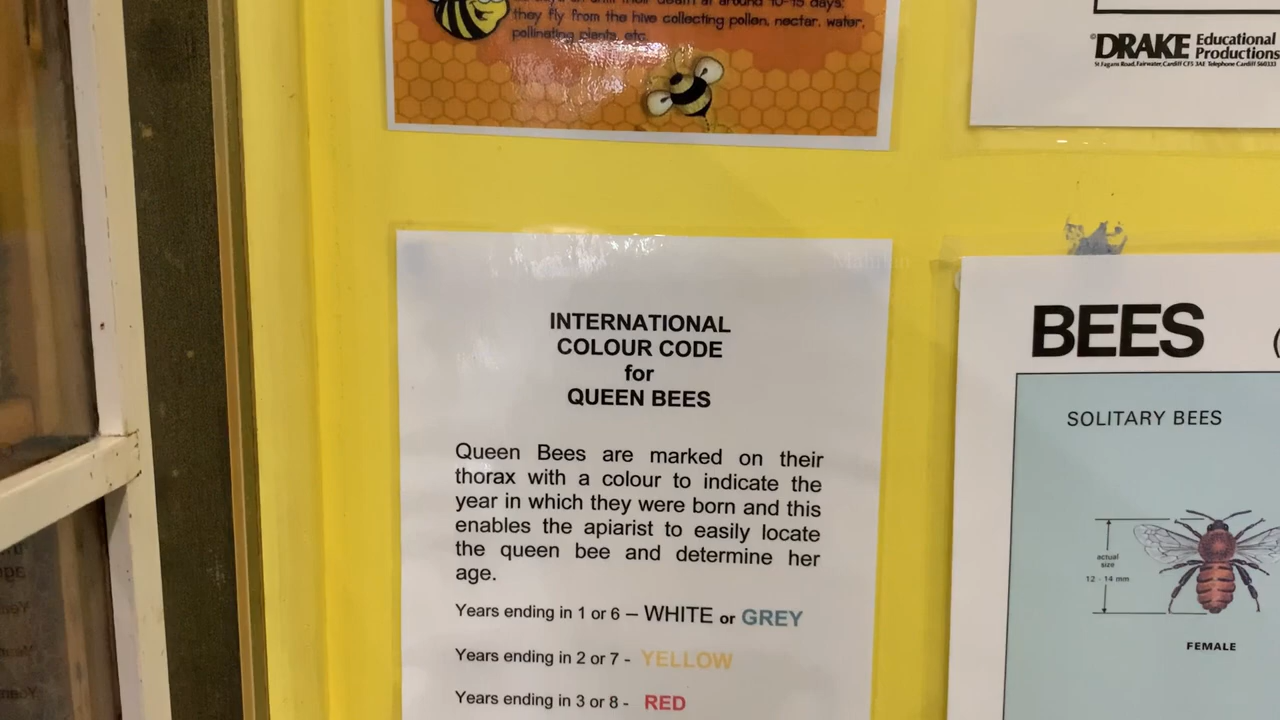 they fly from the hive collecting pollen, nectar, water,
pollinating plants, etc.
©DRAKE Educational
Productions
St Fagans Road, Fairwater, Cardiff CF5 3AE Telephone Cardiff 560333
INTERNATIONAL
COLOUR CODE
for
QUEEN BEES
Queen Bees are marked on their
thorax with a colour to indicate the
year in which they were born and this
enables the apiarist to easily locate
the queen bee and determine her
age.
Years ending in 1 or 6 – WHITE or GREY
Years ending in 2 or 7 - YELLOW
Years ending in 3 or 8 - RED
BEES
SOLITARY BEES
actual
size
12 - 14 mm
FEMALE